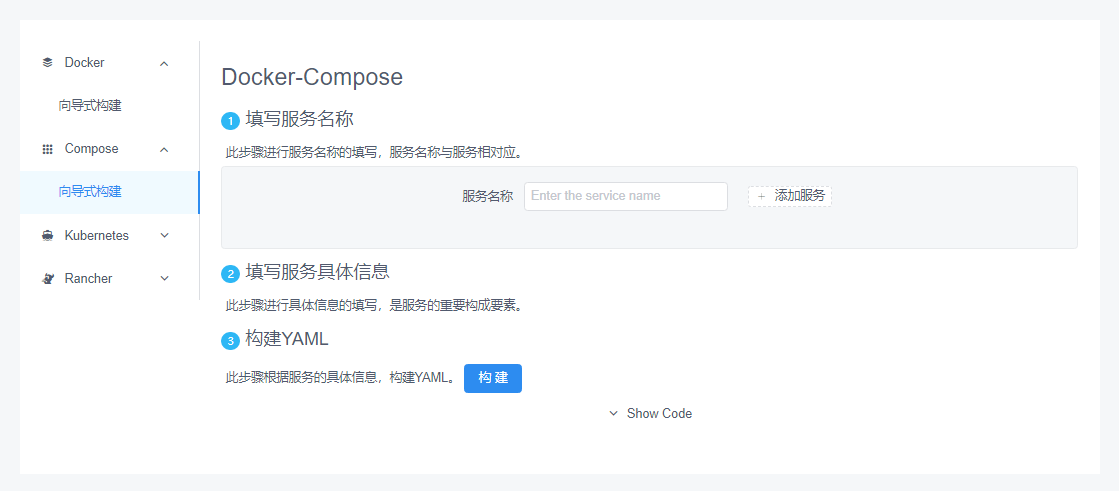 Docker
向导式构建
Compose
向导式构建
Kubernetes
Rancher
Docker-Compose
1 填写服务名称
此步骤进行服务名称的填写，服务名称与服务相对应。
服务名称 Enter the service name + 添加服务
2 填写服务具体信息
此步骤进行具体信息的填写，是服务的重要构成要素。
3 构建YAML
此步骤根据服务的具体信息，构建YAML。 构 建
Show Code